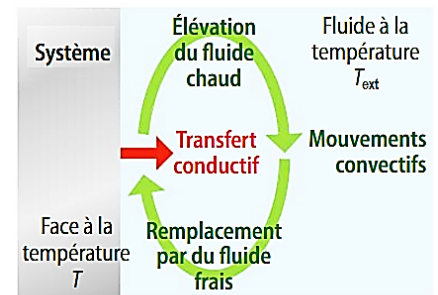 Système
Élévation
du fluide
chaud
Fluide à la
température
Text
Transfert
conductif
Mouvements
convectifs
Face à la
température
T
Remplacement
par du fluide
frais